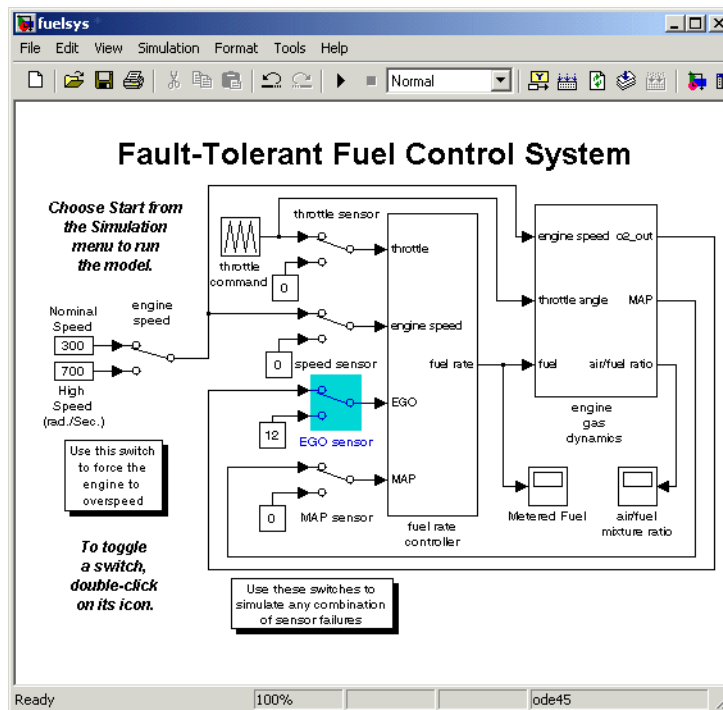 fuelsys *
File Edit View Simulation Format Tools Help
Normal
Fault-Tolerant Fuel Control System
Choose Start from
the Simulation
menu to run
the model.
throttle sensor
throttle
command
0
throttle
engine speed
o2_out
Nominal
Speed
engine
speed
300
700
High
Speed
(rad./Sec.)
engine speed
0
speed sensor
fuel rate
throttle angle
MAP
fuel
air/fuel ratio
EGO
12
EGO sensor
engine
gas
dynamics
Use this switch
to force the
engine to
overspeed
MAP
0
MAP sensor
fuel rate
controller
Metered Fuel
air/fuel
mixture ratio
To toggle
a switch,
double-click
on its icon.
Use these switches to
simulate any combination
of sensor failures
Ready
100%
ode45